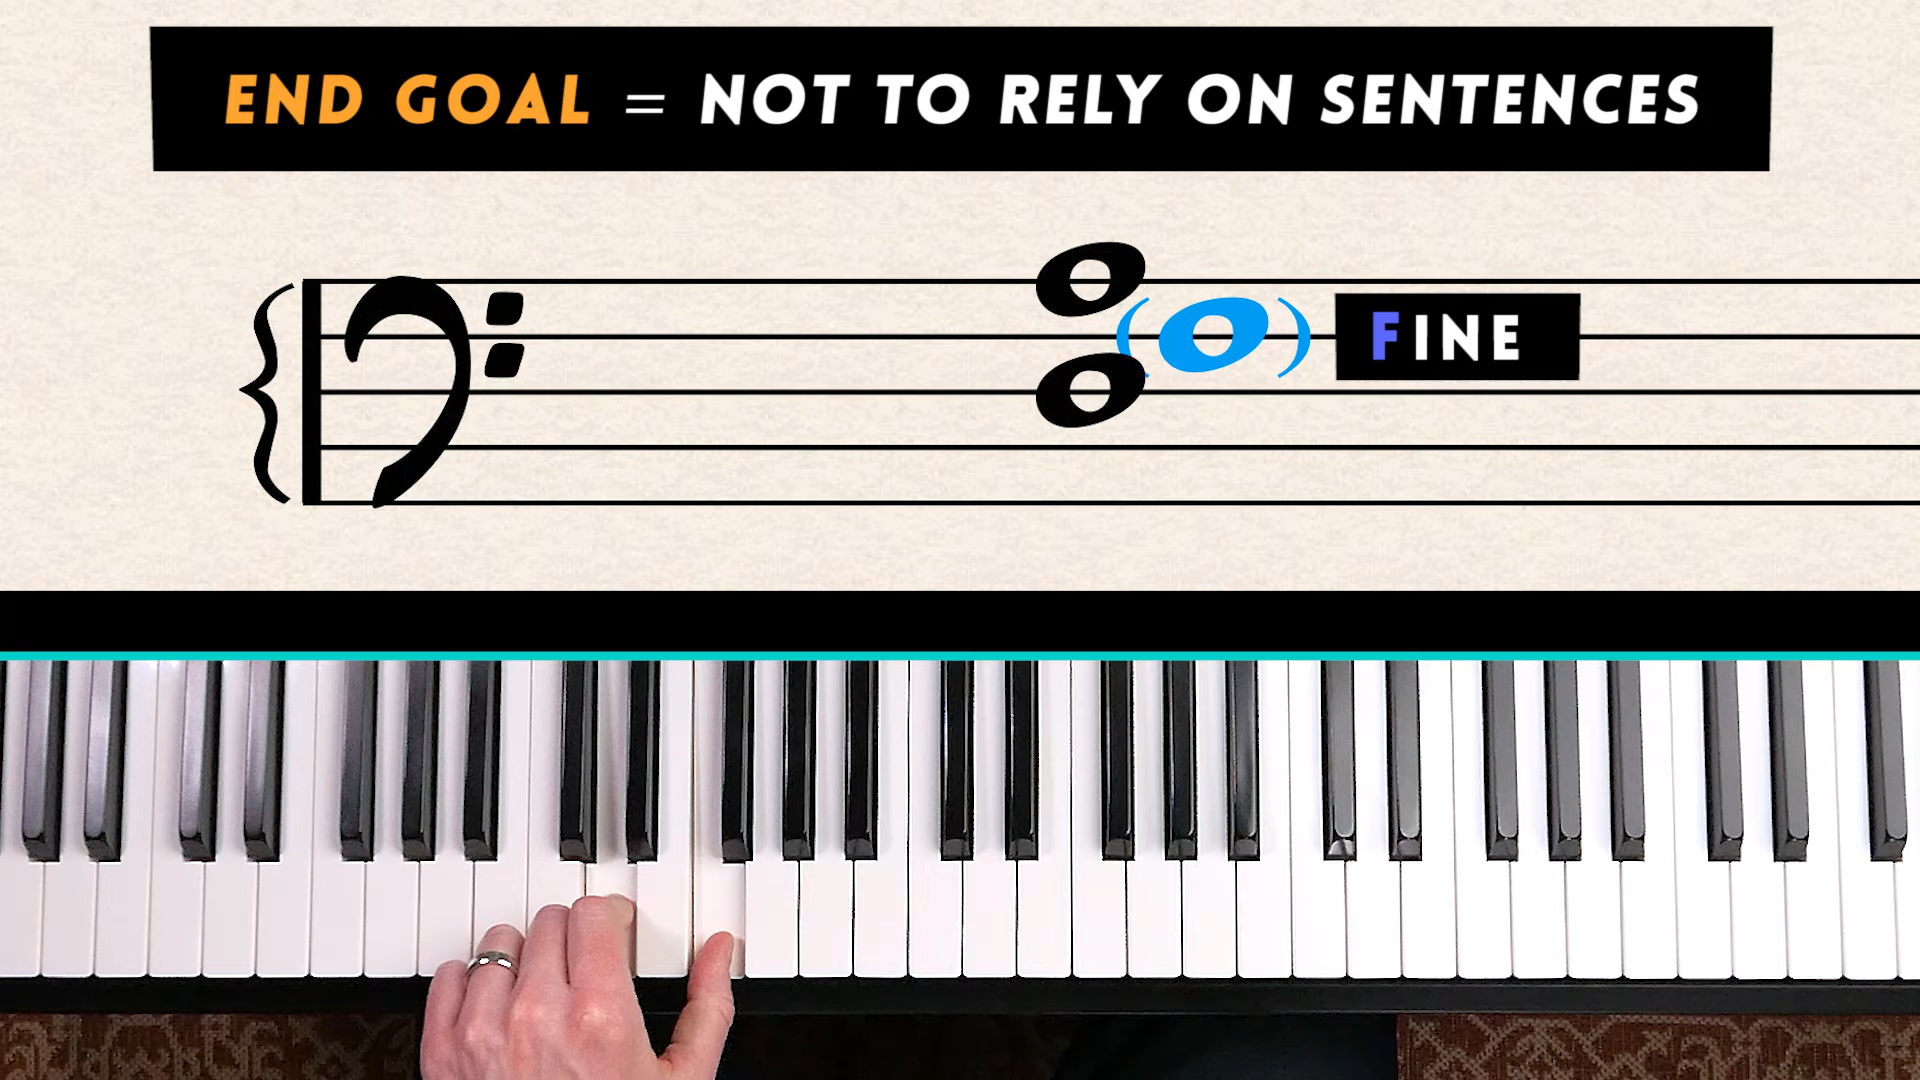 END GOAL = NOT TO RELY ON SENTENCES
FINE